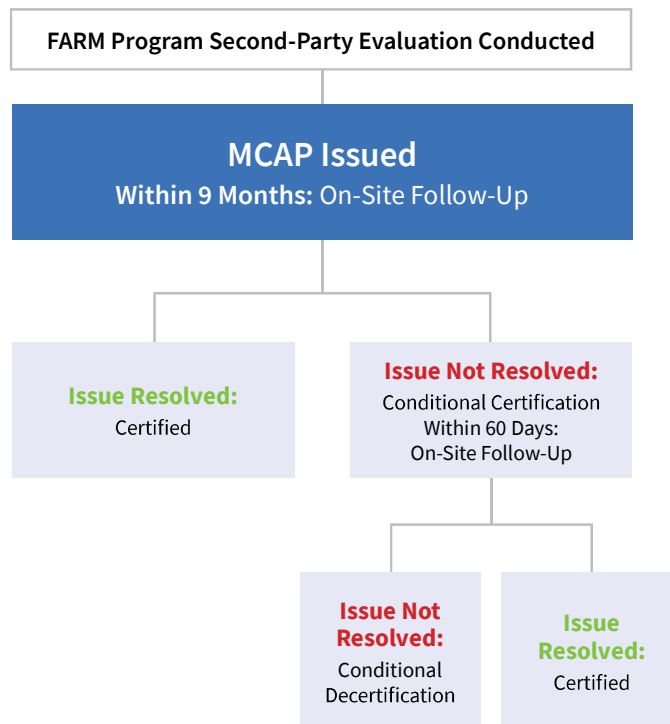 FARM Program Second-Party Evaluation Conducted
MCAP Issued
Within 9 Months: On-Site Follow-Up
Issue Resolved:
Certified
Issue Not Resolved:
Conditional Certification
Within 60 Days:
On-Site Follow-Up
Issue Not
Resolved:
Conditional
Decertification
Issue
Resolved:
Certified